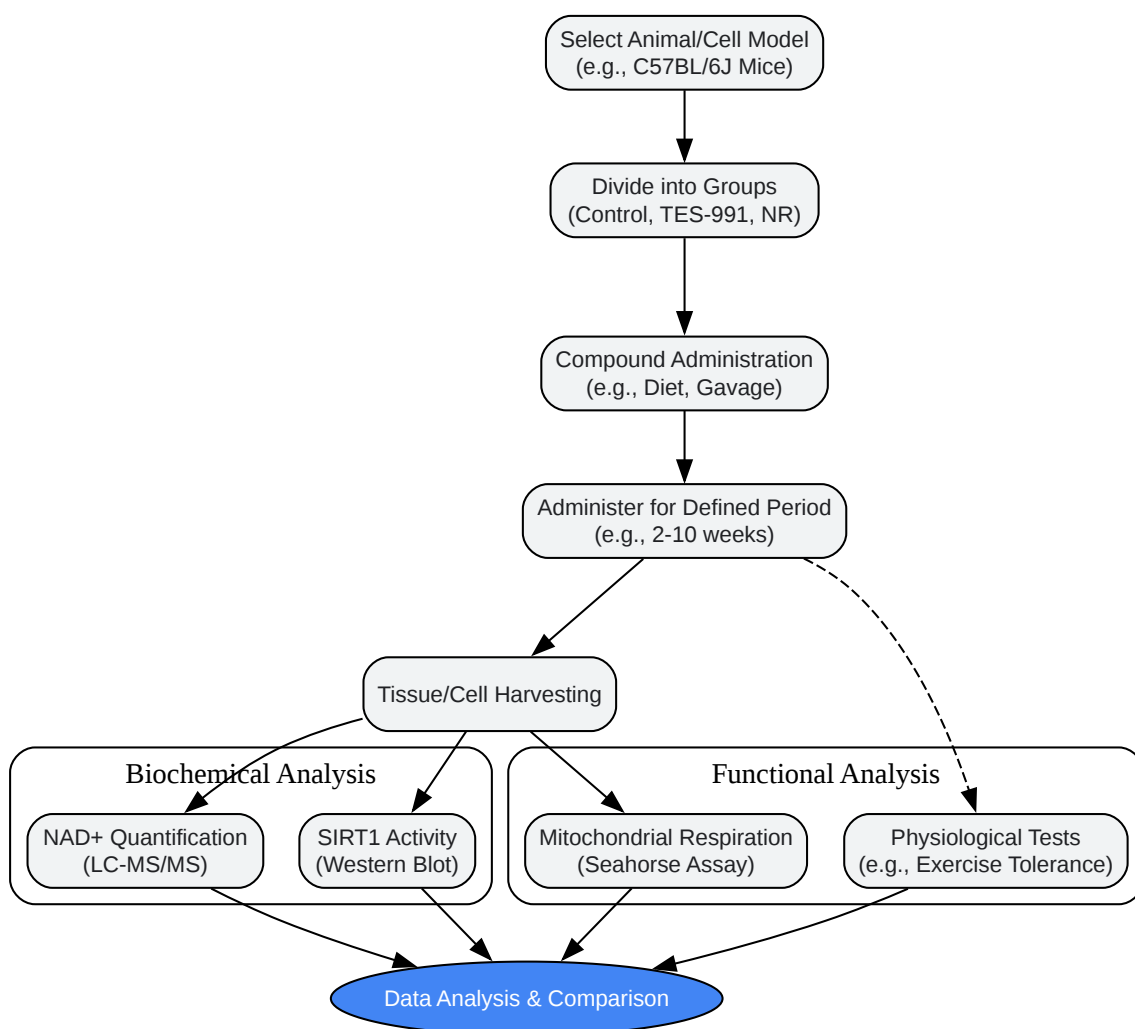 Select Animal/Cell Model
(e.g., C57BL/6J Mice)
Divide into Groups
(Control, TES-991, NR)
Compound Administration
(e.g., Diet, Gavage)
Administer for Defined Period
(e.g., 2-10 weeks)
Tissue/Cell Harvesting
Biochemical Analysis
NAD+ Quantification
(LC-MS/MS)
SIRT1 Activity
(Western Blot)
Functional Analysis
Mitochondrial Respiration
(Seahorse Assay)
Physiological Tests
(e.g., Exercise Tolerance)
Data Analysis & Comparison